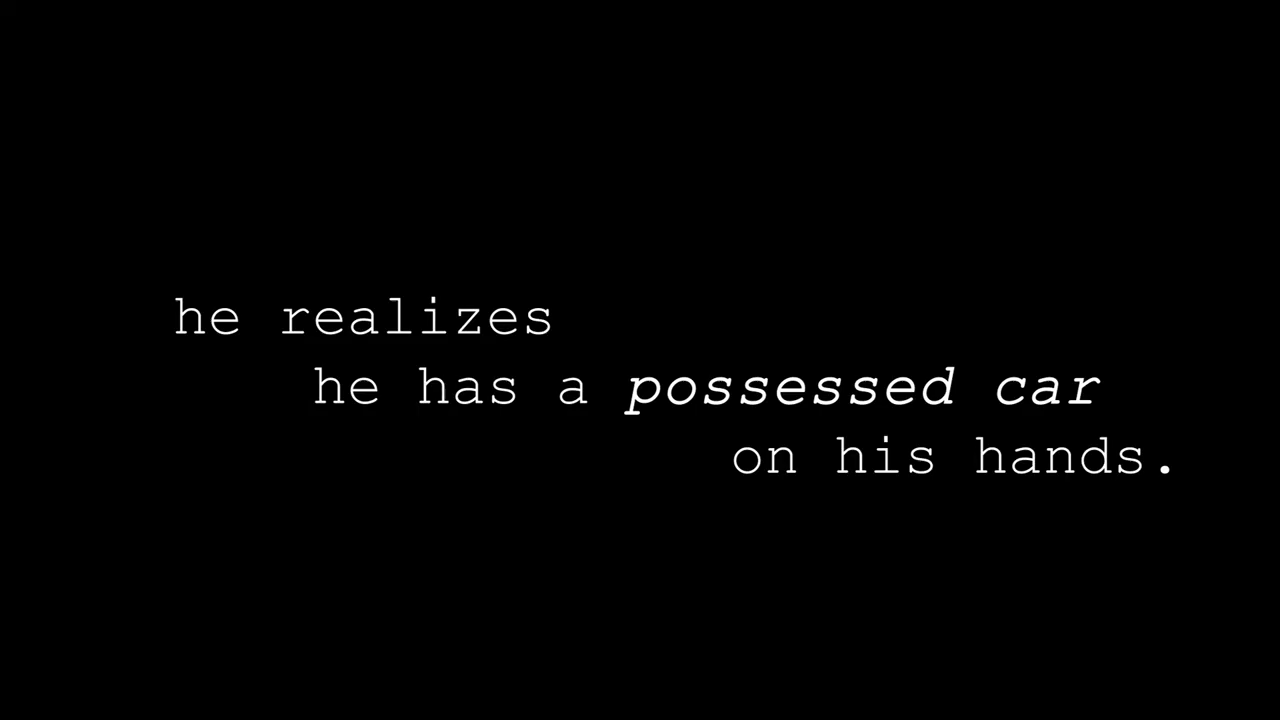 he realizes
he has a possessed car
on his hands.